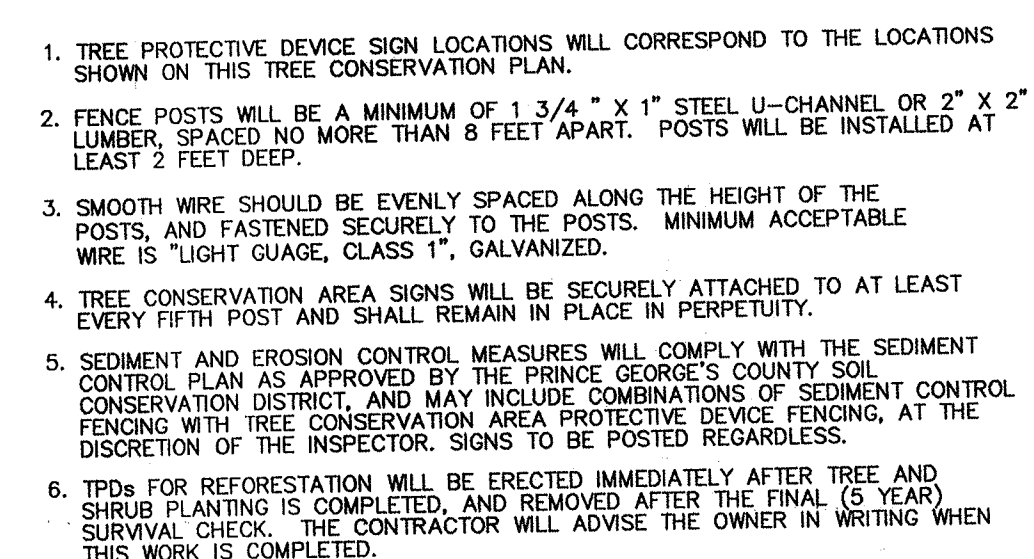 1. TREE PROTECTIVE DEVICE SIGN LOCATIONS WILL CORRESPOND TO THE LOCATIONS
SHOWN ON THIS TREE CONSERVATION PLAN.
2. FENCE POSTS WILL BE A MINIMUM OF 1 3/4 " X 1" STEEL U-CHANNEL OR 2" X 2"
LUMBER, SPACED NO MORE THAN 8 FEET APART. POSTS WILL BE INSTALLED AT
LEAST 2 FEET DEEP.
3. SMOOTH WIRE SHOULD BE EVENLY SPACED ALONG THE HEIGHT OF THE
POSTS, AND FASTENED SECURELY TO THE POSTS. MINIMUM ACCEPTABLE
WIRE IS "LIGHT GUAGE, CLASS 1", GALVANIZED.
4. TREE CONSERVATION AREA SIGNS WILL BE SECURELY ATTACHED TO AT LEAST
EVERY FIFTH POST AND SHALL REMAIN IN PLACE IN PERPETUITY.
5. SEDIMENT AND EROSION CONTROL MEASURES WILL COMPLY WITH THE SEDIMENT
CONTROL PLAN AS APPROVED BY THE PRINCE GEORGE'S COUNTY SOIL
CONSERVATION DISTRICT, AND MAY INCLUDE COMBINATIONS OF SEDIMENT CONTROL
FENCING WITH TREE CONSERVATION AREA PROTECTIVE DEVICE FENCING, AT THE
DISCRETION OF THE INSPECTOR. SIGNS TO BE POSTED REGARDLESS.
6. TPDs FOR REFORESTATION WILL BE ERECTED IMMEDIATELY AFTER TREE AND
SHRUB PLANTING IS COMPLETED, AND REMOVED AFTER THE FINAL (5 YEAR)
SURVIVAL CHECK. THE CONTRACTOR WILL ADVISE THE OWNER IN WRITING WHEN
THIS WORK IS COMPLETED.